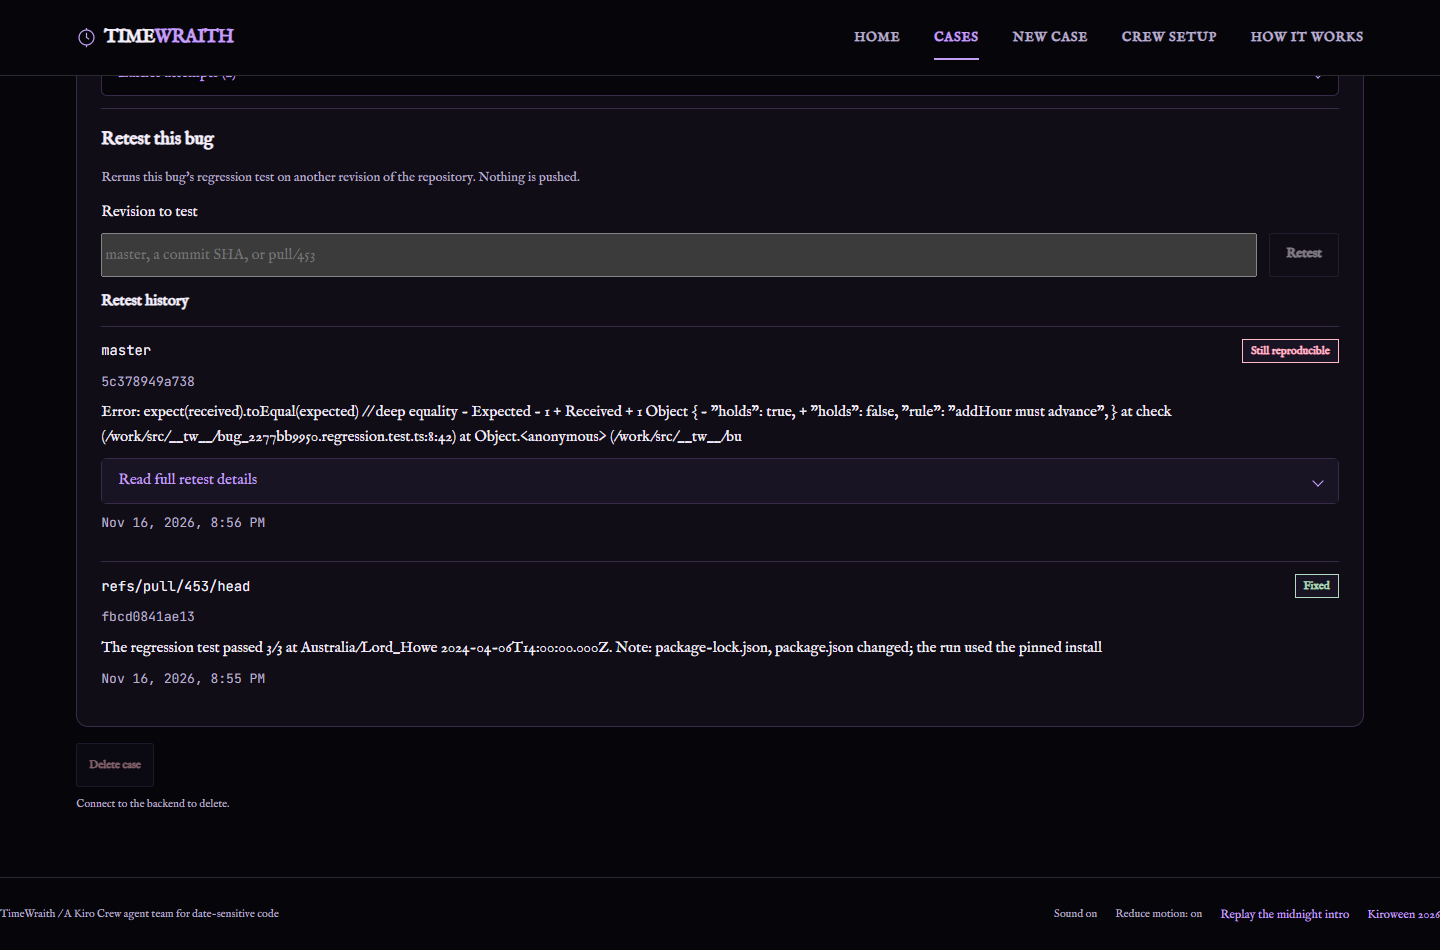 TIMEWRAITH
HOME
CASES
NEW CASE
CREW SETUP
HOW IT WORKS
Retest this bug
Reruns this bug's regression test on another revision of the repository. Nothing is pushed.
Revision to test
master, a commit SHA, or pull/453
Retest
Retest history
master
Still reproducible
5c378949a738
Error: expect(received).toEqual(expected) // deep equality - Expected - 1 + Received + 1 Object { - "holds": true, + "holds": false, "rule": "addHour must advance", } at check
(/work/src/__tw__/bug_2277bb9950.regression.test.ts:8:42) at Object.<anonymous> (/work/src/__tw__/bu
Read full retest details
Nov 16, 2026, 8:56 PM
refs/pull/453/head
Fixed
fbcd0841ae13
The regression test passed 3/3 at Australia/Lord_Howe 2024-04-06T14:00:00.000Z. Note: package-lock.json, package.json changed; the run used the pinned install
Nov 16, 2026, 8:55 PM
Delete case
Connect to the backend to delete.
TimeWraith / A Kiro Crew agent team for date-sensitive code
Sound on
Reduce motion: on
Replay the midnight intro
Kiroween 2026